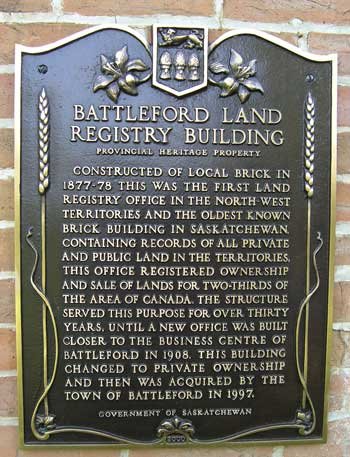 BATTLEFORD LAND
REGISTRY BUILDING
PROVINCIAL HERITAGE PROPERTY
CONSTRUCTED OF LOCAL BRICK IN
1877-78 THIS WAS THE FIRST LAND
REGISTRY OFFICE IN THE NORTH-WEST
TERRITORIES AND THE OLDEST KNOWN
BRICK BUILDING IN SASKATCHEWAN.
CONTAINING RECORDS OF ALL PRIVATE
AND PUBLIC LAND IN THE TERRITORIES,
THIS OFFICE REGISTERED OWNERSHIP
AND SALE OF LANDS FOR TWO-THIRDS OF
THE AREA OF CANADA. THE STRUCTURE
SERVED THIS PURPOSE FOR OVER THIRTY
YEARS, UNTIL A NEW OFFICE WAS BUILT
CLOSER TO THE BUSINESS CENTRE OF
BATTLEFORD IN 1908. THIS BUILDING
CHANGED TO PRIVATE OWNERSHIP
AND THEN WAS ACQUIRED BY THE
TOWN OF BATTLEFORD IN 1997.
GOVERNMENT OF SASKATCHEWAN
2000